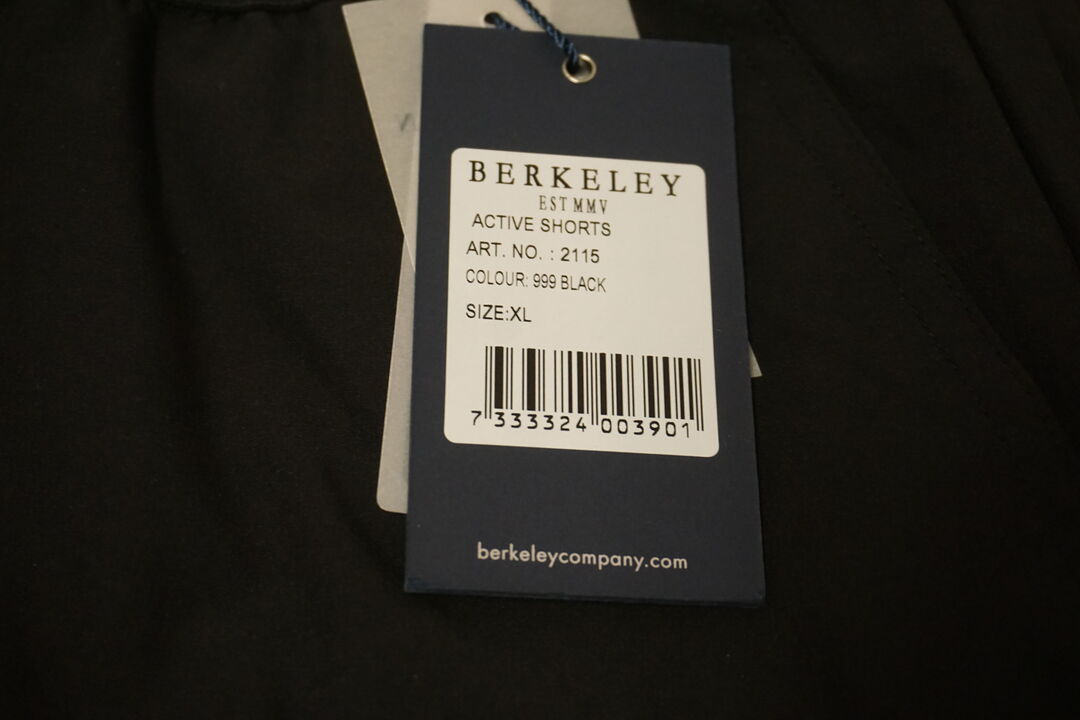 BERKELEY
EST MMV
ACTIVE SHORTS
ART. NO. : 2115
COLOUR: 999 BLACK
SIZE:XL
7 333324 003901
berkeleycompany.com